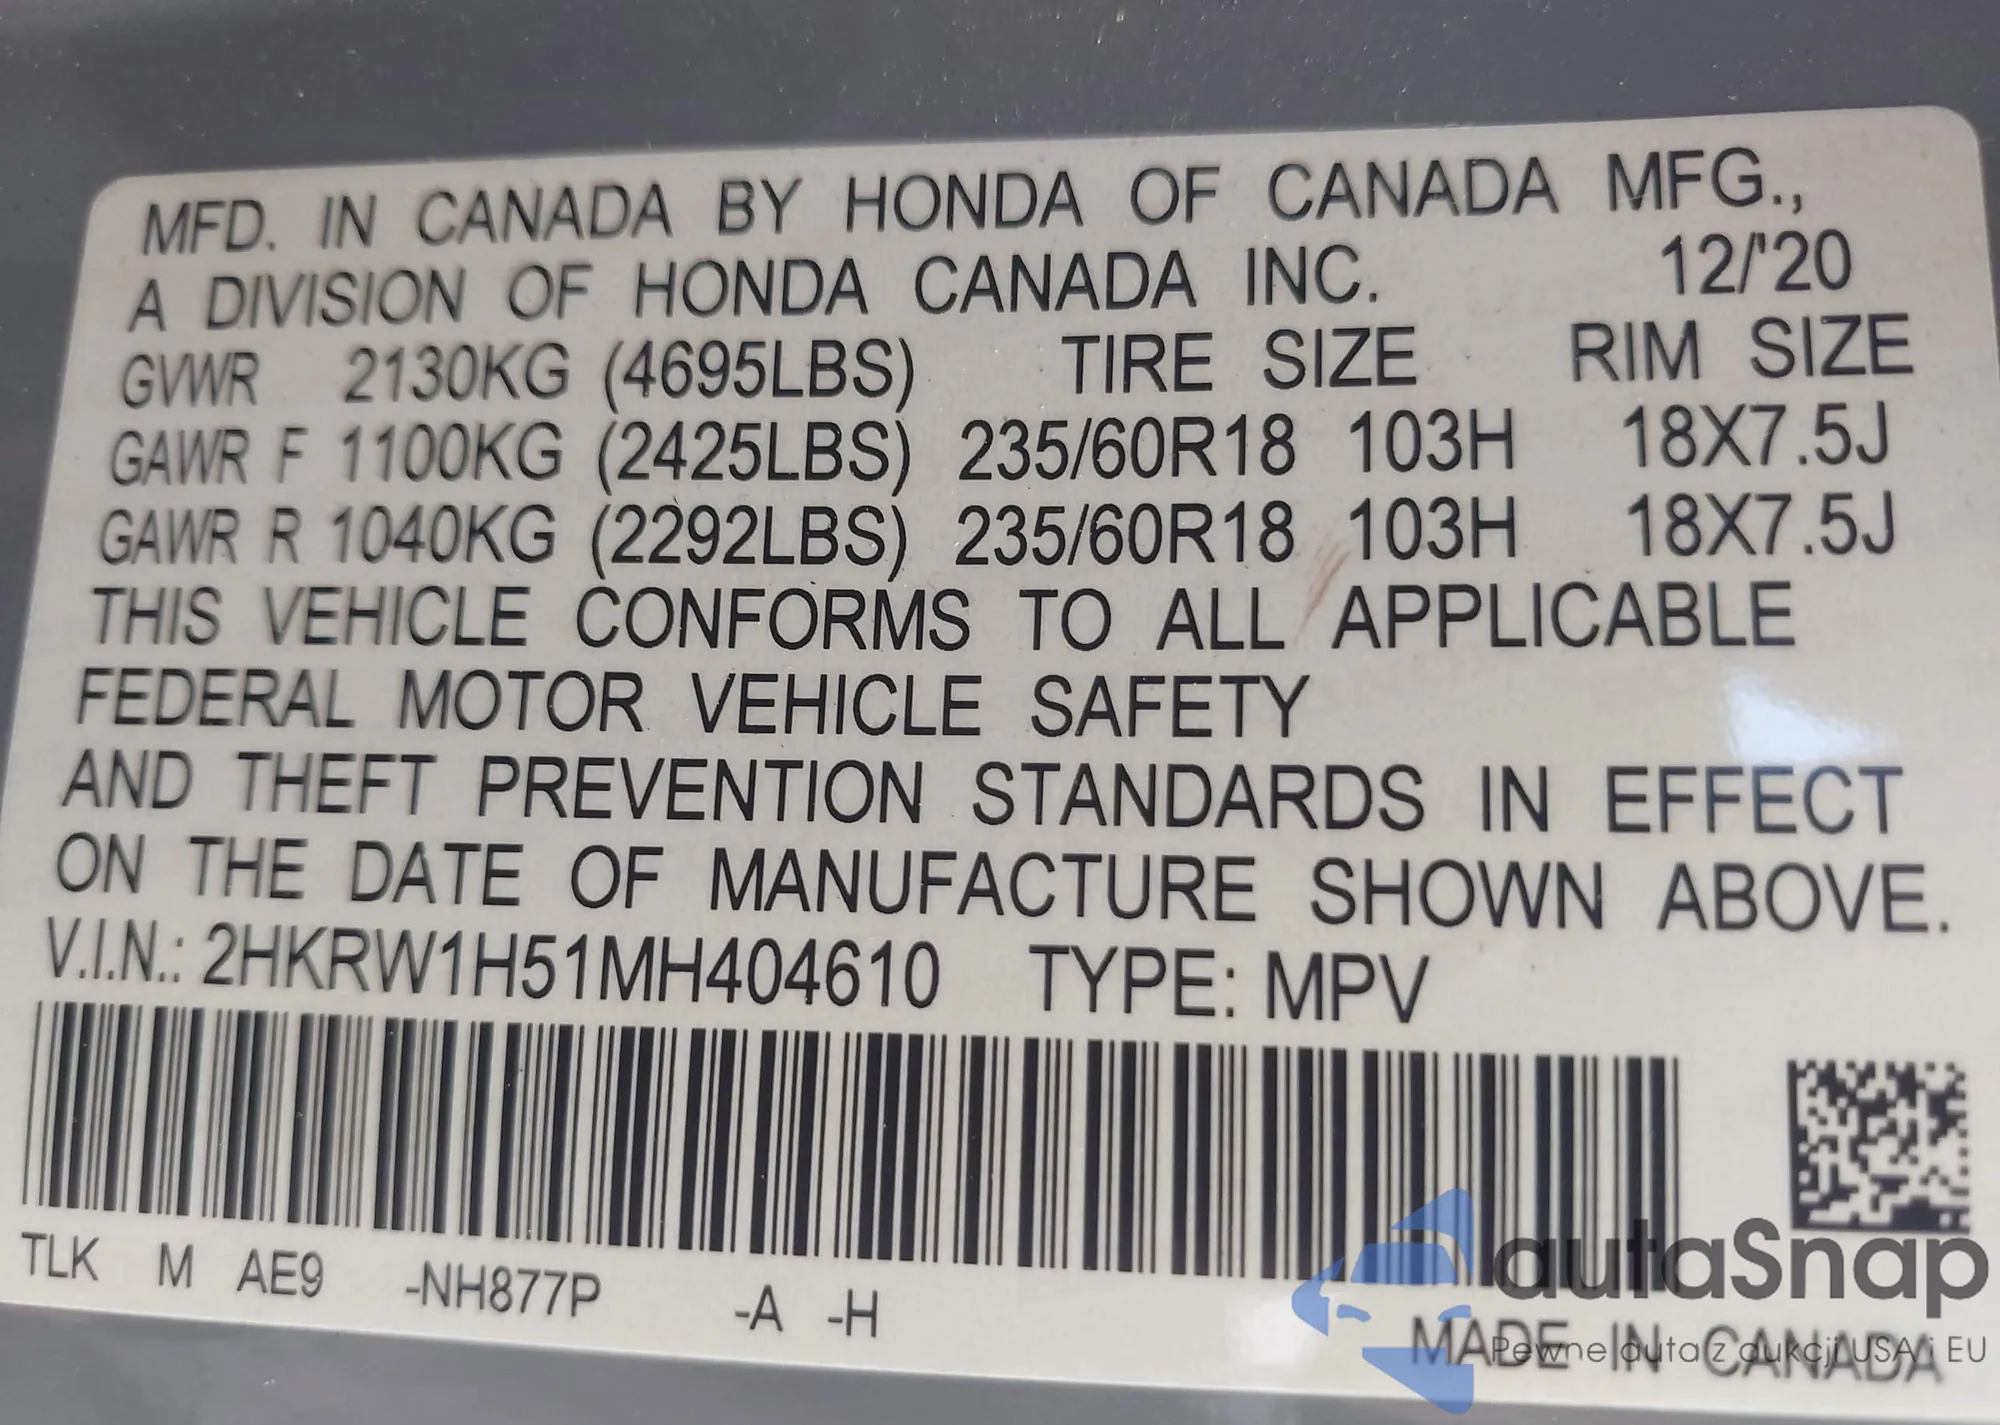 MFD. IN CANADA BY HONDA OF CANADA MFG.,
A DIVISION OF HONDA CANADA INC. 12/'20
GVWR 2130KG (4695LBS) TIRE SIZE RIM SIZE
GAWR F 1100KG (2425LBS) 235/60R18 103H 18X7.5J
GAWR R 1040KG (2292LBS) 235/60R18 103H 18X7.5J
THIS VEHICLE CONFORMS TO ALL APPLICABLE
FEDERAL MOTOR VEHICLE SAFETY
AND THEFT PREVENTION STANDARDS IN EFFECT
ON THE DATE OF MANUFACTURE SHOWN ABOVE.
V.I.N.: 2HKRW1H51MH404610 TYPE: MPV
TLK M AE9 -NH877P -A -H
MADE IN CANADA
autaSnap
Pewne auta z aukcji USA i EU